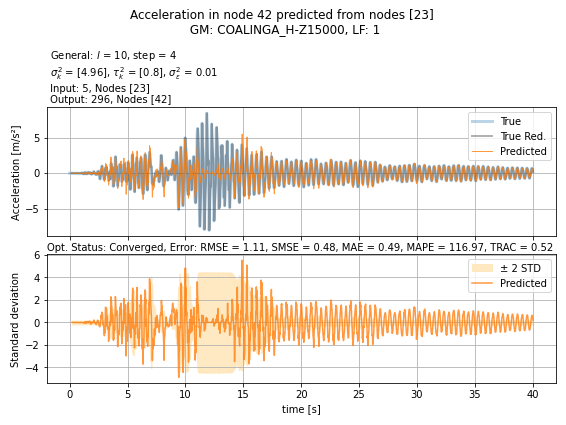 Acceleration in node 42 predicted from nodes [23]
GM: COALINGA_H-Z15000, LF: 1
General: l = 10, step = 4
σ²ₖ = [4.96], τ²ₖ = [0.8], σ²ε = 0.01
Input: 5, Nodes [23]
Output: 296, Nodes [42]
True
True Red.
Predicted
5
0
−5
Acceleration [m/s²]
Opt. Status: Converged, Error: RMSE = 1.11, SMSE = 0.48, MAE = 0.49, MAPE = 116.97, TRAC = 0.52
± 2 STD
Predicted
6
4
2
0
−2
−4
Standard deviation
0 5 10 15 20 25 30 35 40
time [s]